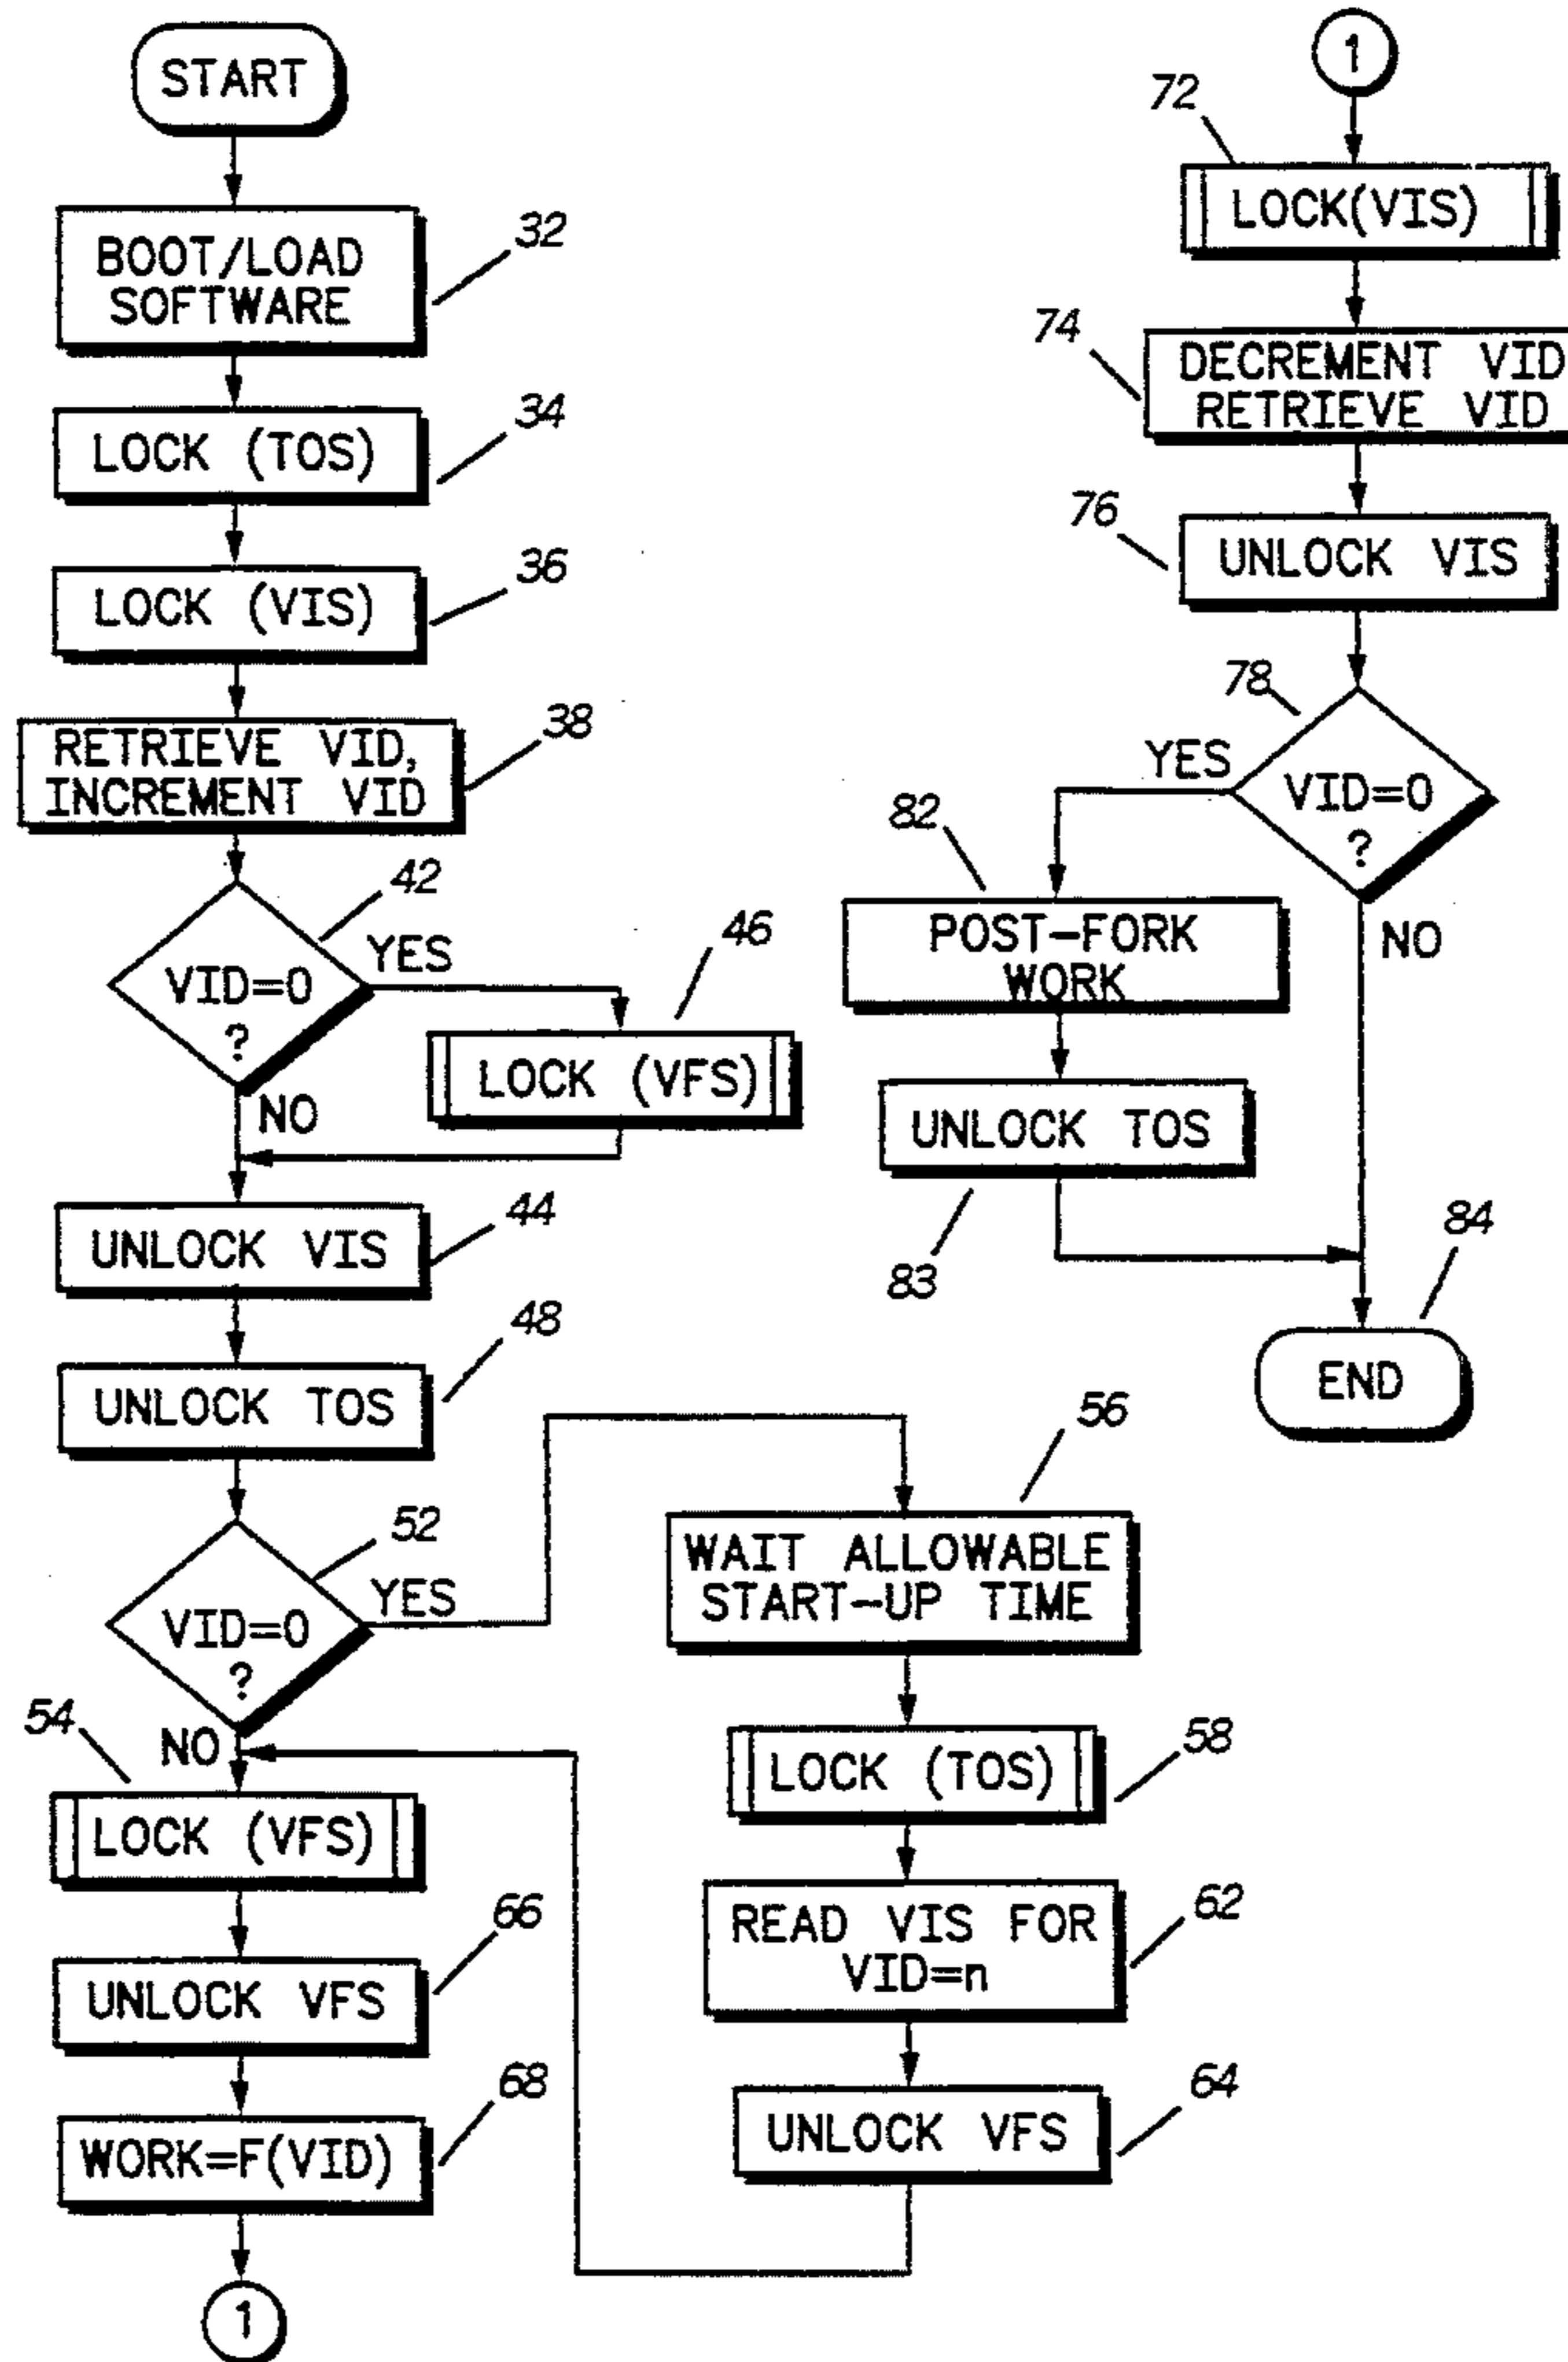 START
32
BOOT/LOAD
SOFTWARE
34
LOCK (TOS)
36
LOCK (VIS)
38
RETRIEVE VID,
INCREMENT VID
42
VID=0
?
YES
46
LOCK (VFS)
NO
UNLOCK VIS
44
UNLOCK TOS
48
52
VID=0
?
YES
NO
56
WAIT ALLOWABLE
START-UP TIME
58
LOCK (TOS)
READ VIS FOR
VID=n
62
UNLOCK VFS
64
54
LOCK (VFS)
66
UNLOCK VFS
68
WORK=F(VID)
1
1
72
LOCK(VIS)
74
DECREMENT VID
RETRIEVE VID
76
UNLOCK VIS
78
VID=0
?
YES
NO
82
POST-FORK
WORK
UNLOCK TOS
83
84
END